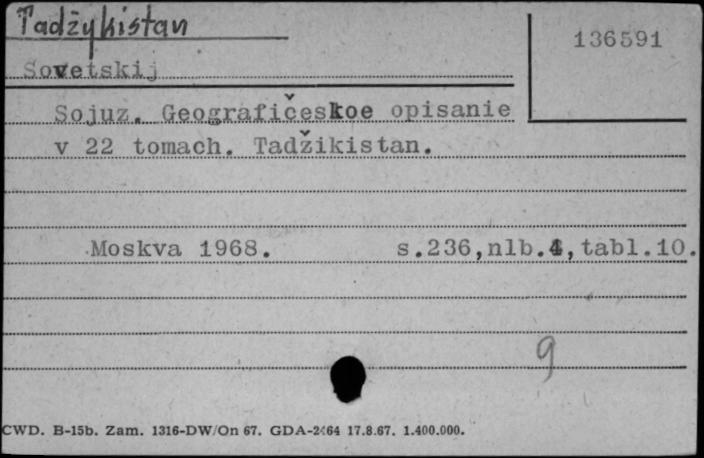 Tadžykistan
136591
Sovetskij
Sojuz. Geografičeskoe opisanie
v 22 tomach. Tadžikistan.
Moskva 1968. s.236,nlb.4,tabl.10.
9
CWD. B-15b. Zam. 1316-DW/On 67. GDA-2464 17.8.67. 1.400.000.